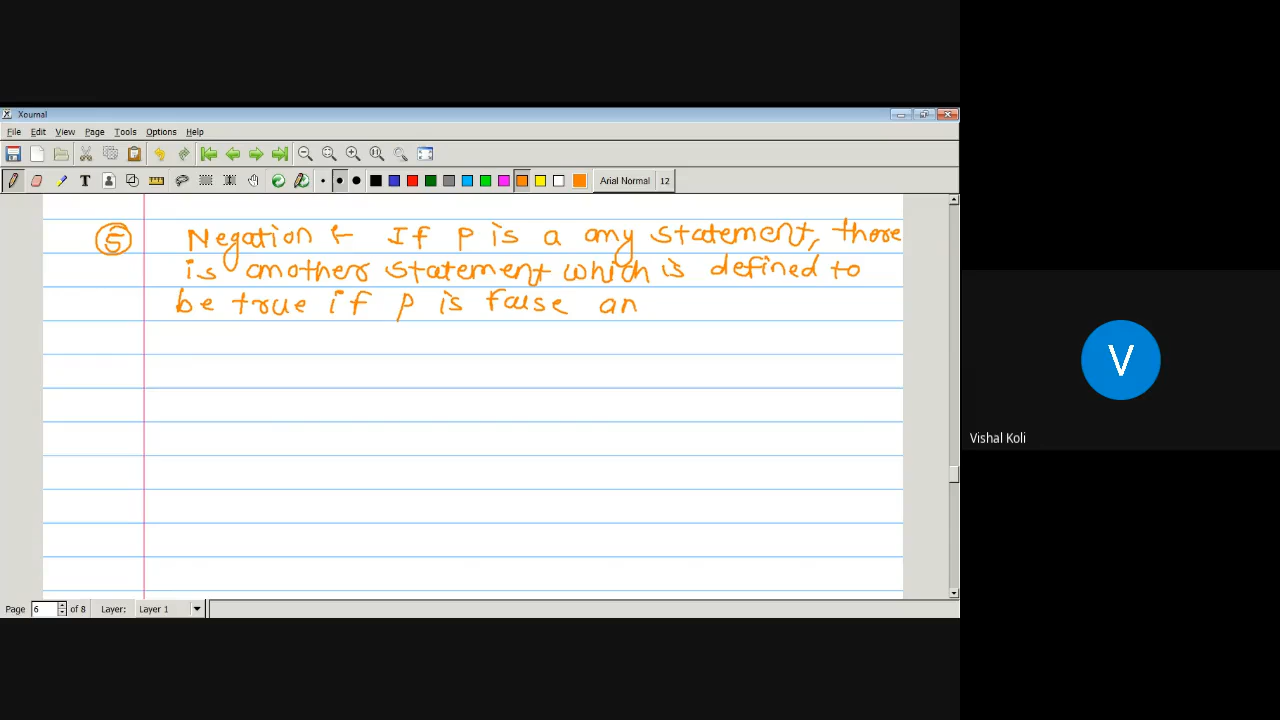 Xournal
File Edit View Page Tools Options Help
Arial Normal 12
5 Negation :- If p is a any statement, there
is another statement which is defined to
be true if p is false an
V
Vishal Koli
Page 6 of 8 Layer: Layer 1